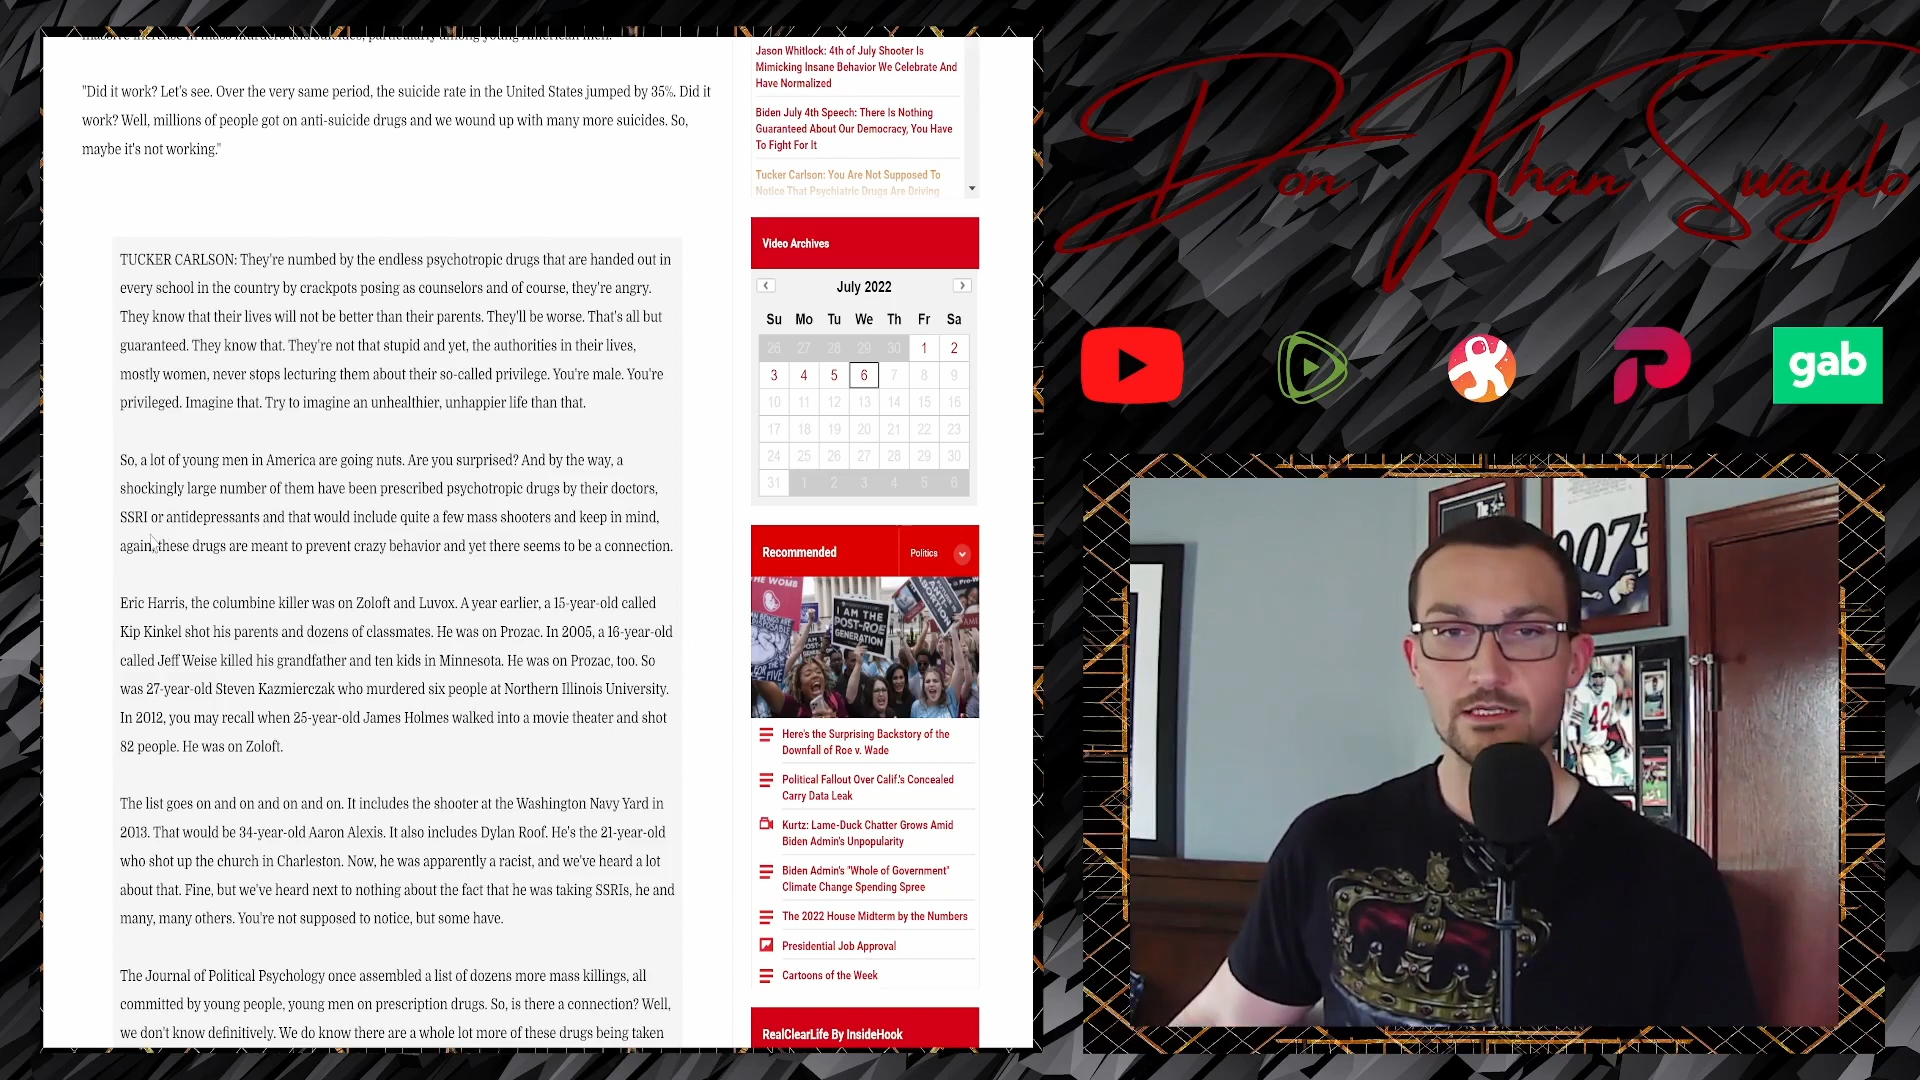 massive increase in mass murders and suicides, particularly among young American men.
"Did it work? Let's see. Over the very same period, the suicide rate in the United States jumped by 35%. Did it
work? Well, millions of people got on anti-suicide drugs and we wound up with many more suicides. So,
maybe it's not working."
TUCKER CARLSON: They're numbed by the endless psychotropic drugs that are handed out in
every school in the country by crackpots posing as counselors and of course, they're angry.
They know that their lives will not be better than their parents. They'll be worse. That's all but
guaranteed. They know that. They're not that stupid and yet, the authorities in their lives,
mostly women, never stops lecturing them about their so-called privilege. You're male. You're
privileged. Imagine that. Try to imagine an unhealthier, unhappier life than that.
So, a lot of young men in America are going nuts. Are you surprised? And by the way, a
shockingly large number of them have been prescribed psychotropic drugs by their doctors,
SSRI or antidepressants and that would include quite a few mass shooters and keep in mind,
again, these drugs are meant to prevent crazy behavior and yet there seems to be a connection.
Eric Harris, the columbine killer was on Zoloft and Luvox. A year earlier, a 15-year-old called
Kip Kinkel shot his parents and dozens of classmates. He was on Prozac. In 2005, a 16-year-old
called Jeff Weise killed his grandfather and ten kids in Minnesota. He was on Prozac, too. So
was 27-year-old Steven Kazmierczak who murdered six people at Northern Illinois University.
In 2012, you may recall when 25-year-old James Holmes walked into a movie theater and shot
82 people. He was on Zoloft.
The list goes on and on and on and on. It includes the shooter at the Washington Navy Yard in
2013. That would be 34-year-old Aaron Alexis. It also includes Dylan Roof. He's the 21-year-old
who shot up the church in Charleston. Now, he was apparently a racist, and we've heard a lot
about that. Fine, but we've heard next to nothing about the fact that he was taking SSRIs, he and
many, many others. You're not supposed to notice, but some have.
The Journal of Political Psychology once assembled a list of dozens more mass killings, all
committed by young people, young men on prescription drugs. So, is there a connection? Well,
we don't know definitively. We do know there are a whole lot more of these drugs being taken
Jason Whitlock: 4th of July Shooter Is
Mimicking Insane Behavior We Celebrate And
Have Normalized
Biden July 4th Speech: There Is Nothing
Guaranteed About Our Democracy, You Have
To Fight For It
Tucker Carlson: You Are Not Supposed To
Notice That Psychiatric Drugs Are Driving
Video Archives
July 2022
Su Mo Tu We Th Fr Sa
26 27 28 29 30 1 2
3 4 5 6 7 8 9
10 11 12 13 14 15 16
17 18 19 20 21 22 23
24 25 26 27 28 29 30
31 1 2 3 4 5 6
Recommended
Politics
I AM THE
POST-ROE
GENERATION
Here's the Surprising Backstory of the
Downfall of Roe v. Wade
Political Fallout Over Calif.'s Concealed
Carry Data Leak
Kurtz: Lame-Duck Chatter Grows Amid
Biden Admin's Unpopularity
Biden Admin's "Whole of Government"
Climate Change Spending Spree
The 2022 House Midterm by the Numbers
Presidential Job Approval
Cartoons of the Week
RealClearLife By InsideHook
Don Khan Swaylo
gab
007
42